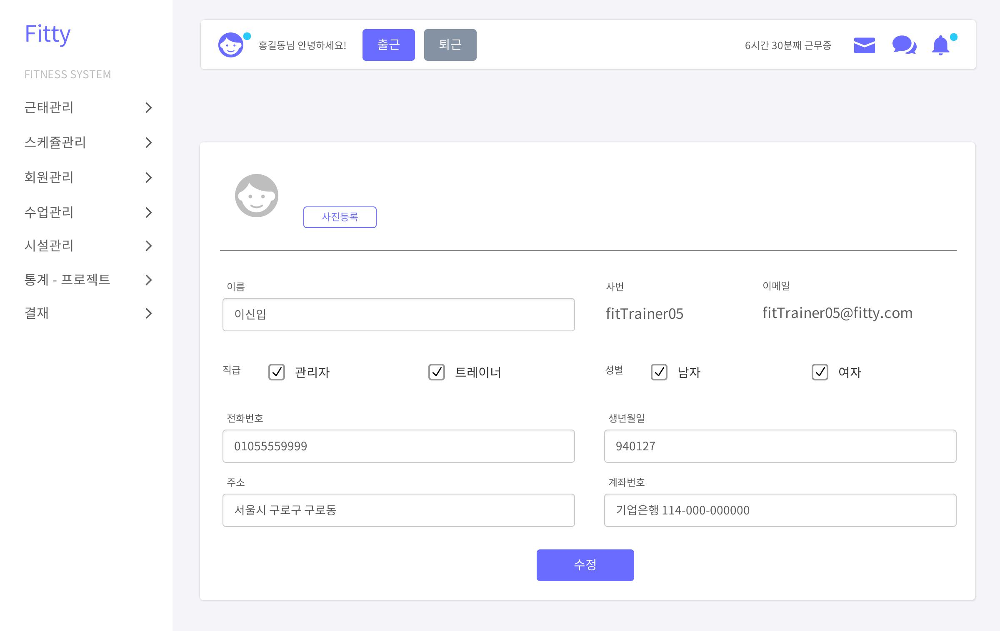 Fitty
FITNESS SYSTEM
근태관리
스케쥴관리
회원관리
수업관리
시설관리
통계 - 프로젝트
결재
홍길동님 안녕하세요! 출근 퇴근 6시간 30분째 근무중
사진등록
이름 사번 이메일
이신입 fitTrainer05 fitTrainer05@fitty.com
직급 관리자 트레이너 성별 남자 여자
전화번호 생년월일
01055559999 940127
주소 계좌번호
서울시 구로구 구로동 기업은행 114-000-000000
수정